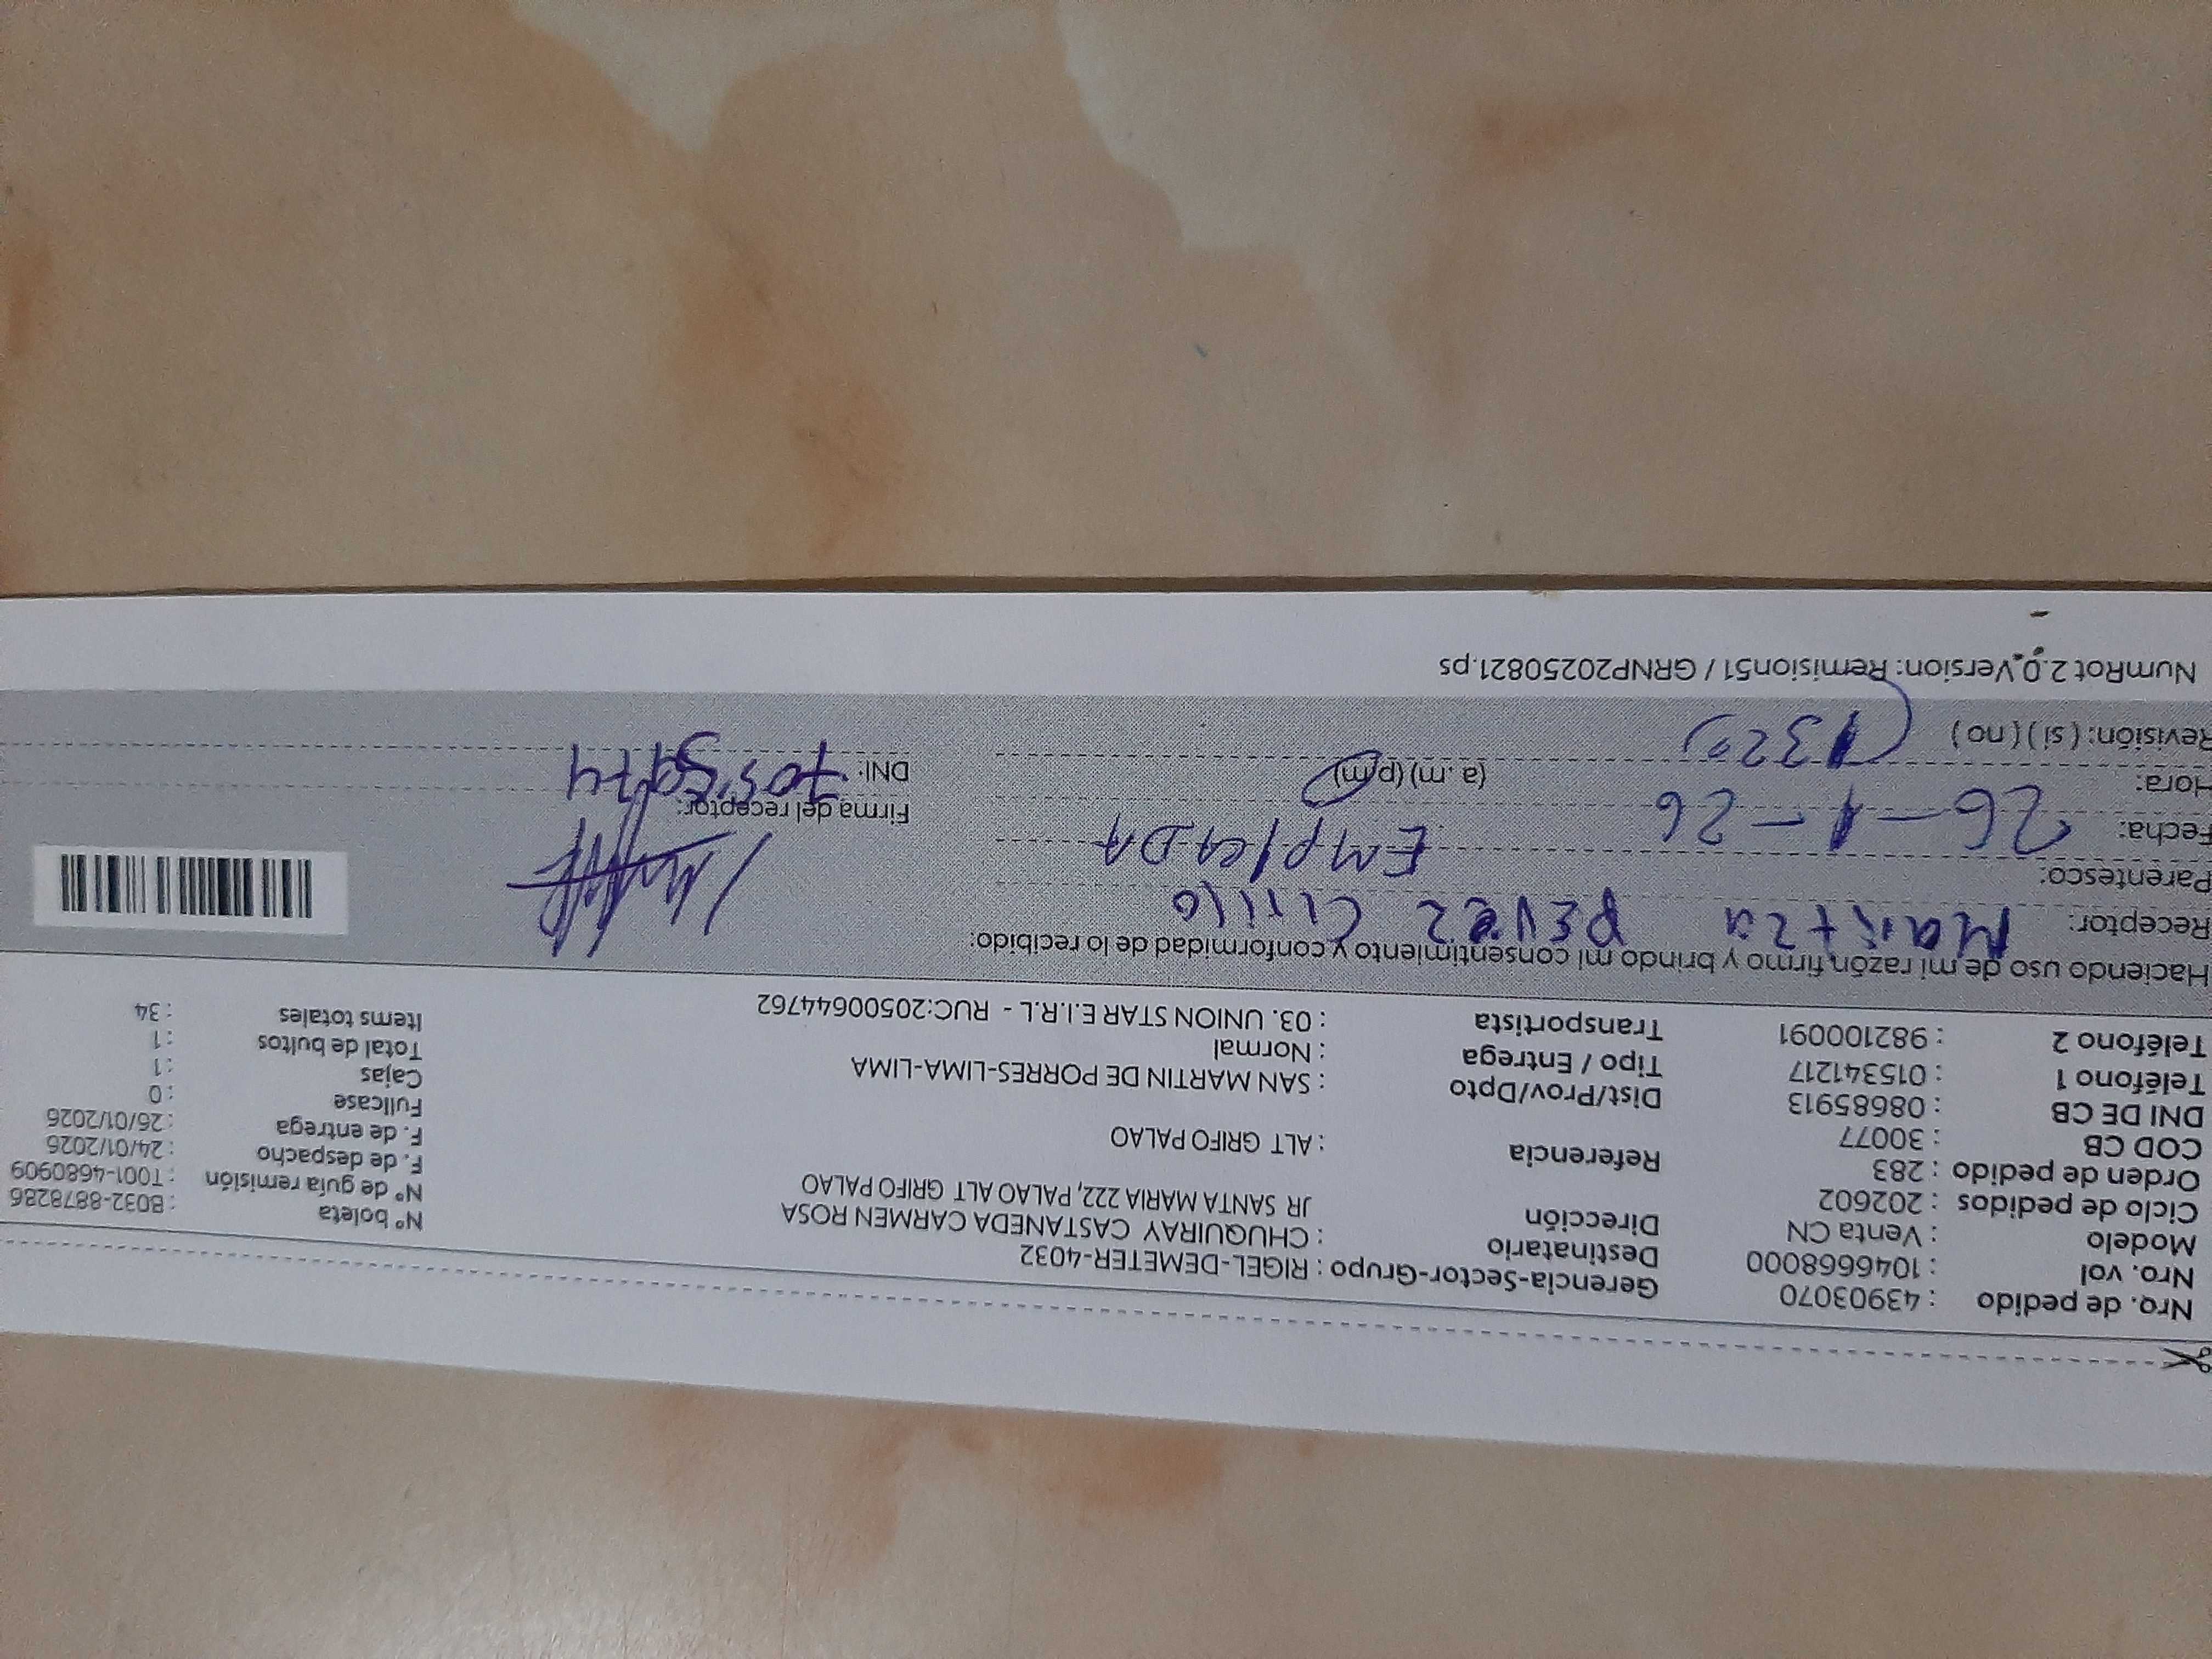 Nro. de pedido : 43903070 Gerencia-Sector-Grupo : RIGEL-DEMETER-4032
Nro. vol : 1046668000 Destinatario : CHUQUIRAY CASTANEDA CARMEN ROSA Nº boleta : B032-8878286
Modelo : Venta CN Dirección JR SANTA MARIA 222, PALAO ALT GRIFO PALAO Nº de guía remisión : T001-4680909
Ciclo de pedidos : 202602 F. de despacho : 24/01/2026
Orden de pedido : 283 Referencia : ALT GRIFO PALAO F. de entrega : 26/01/2026
COD CB : 30077 Fullcase : 0
DNI DE CB : 08685913 Dist/Prov/Dpto : SAN MARTIN DE PORRES-LIMA-LIMA Cajas : 1
Teléfono 1 : 015341217 Tipo / Entrega : Normal Total de bultos : 1
Teléfono 2 : 982100091 Transportista : 03. UNION STAR E.I.R.L - RUC:20500644762 Items totales : 34
Haciendo uso de mi razón, firmo y brindo mi consentimiento y conformidad de lo recibido:
Receptor: Maritza Perez Cirilo
Parentesco: EMpleaDA
Fecha: 26-1-26 Firma del receptor:
Hora: 132 (a.m) (p.m) DNI:
Revisión: ( si ) ( no )
NumRot 2.0 Version: Remision51 / GRNP20250821.ps